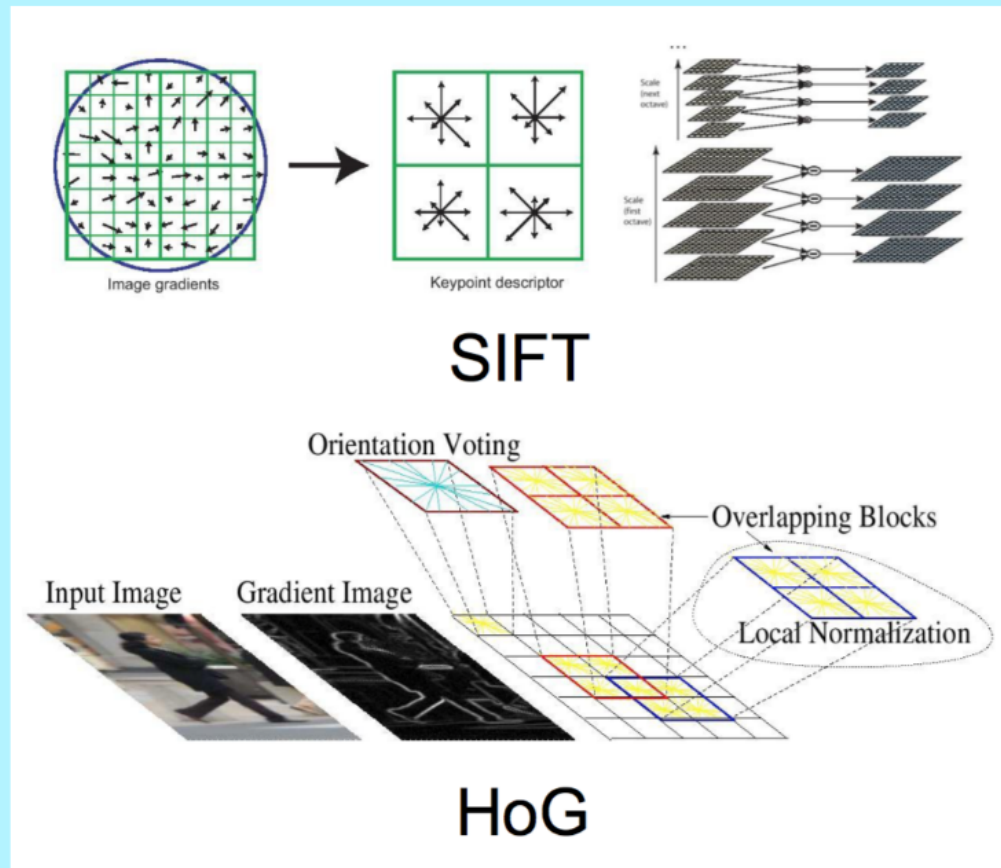 ...
Scale
(next
octave)
Scale
(first
octave)
Image gradients
Keypoint descriptor
SIFT
Orientation Voting
Overlapping Blocks
Input Image
Gradient Image
Local Normalization
HoG